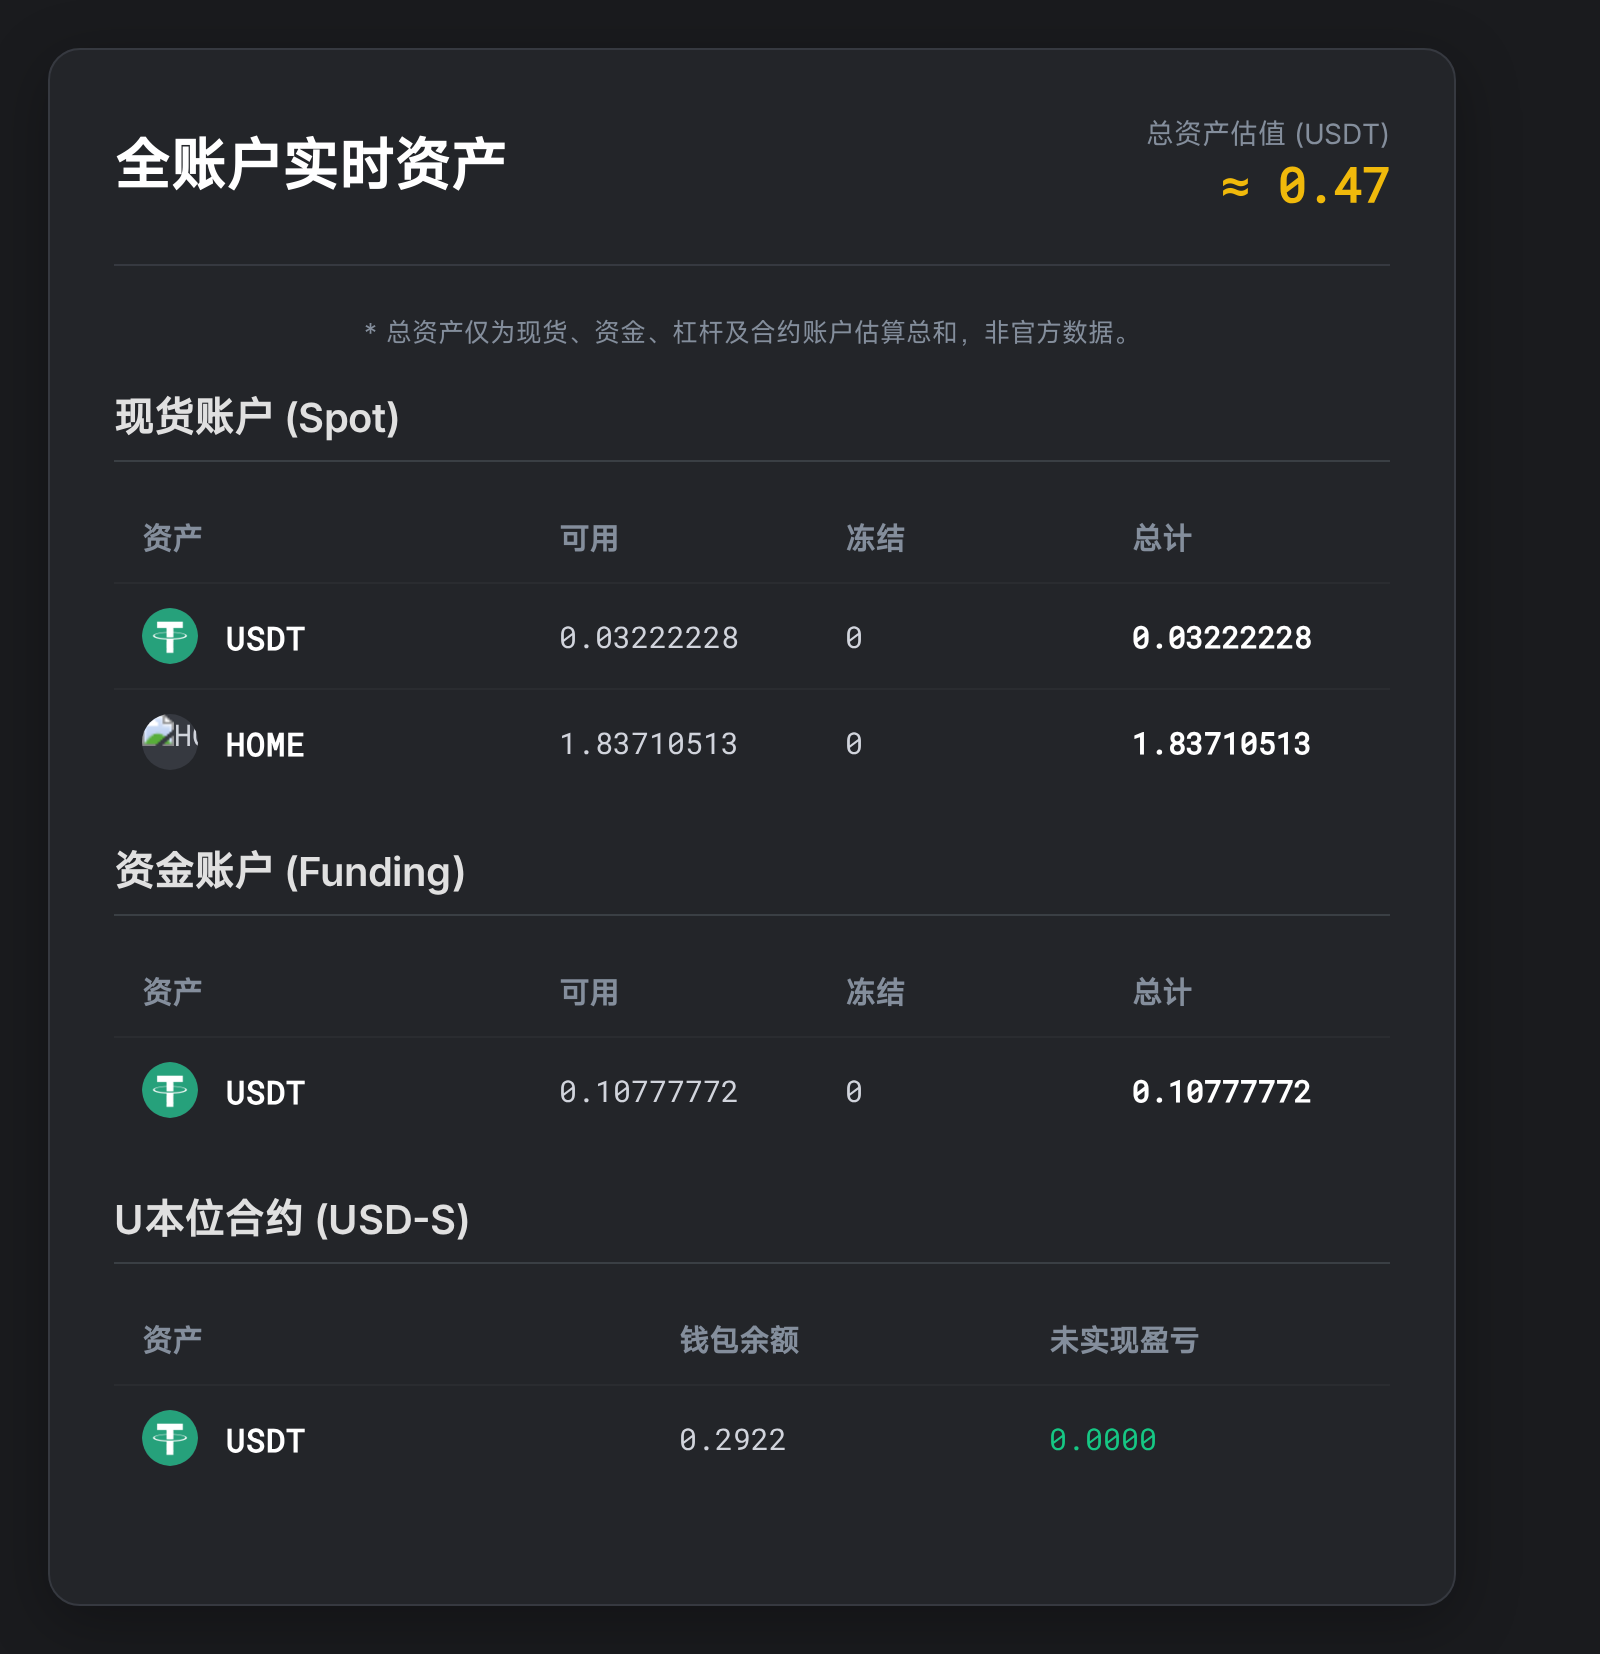 全账户实时资产
总资产估值 (USDT)
≈ 0.47
* 总资产仅为现货、资金、杠杆及合约账户估算总和，非官方数据。
现货账户 (Spot)
资产 可用 冻结 总计
USDT 0.03222228 0 0.03222228
HOME 1.83710513 0 1.83710513
资金账户 (Funding)
资产 可用 冻结 总计
USDT 0.10777772 0 0.10777772
U本位合约 (USD-S)
资产 钱包余额 未实现盈亏
USDT 0.2922 0.0000